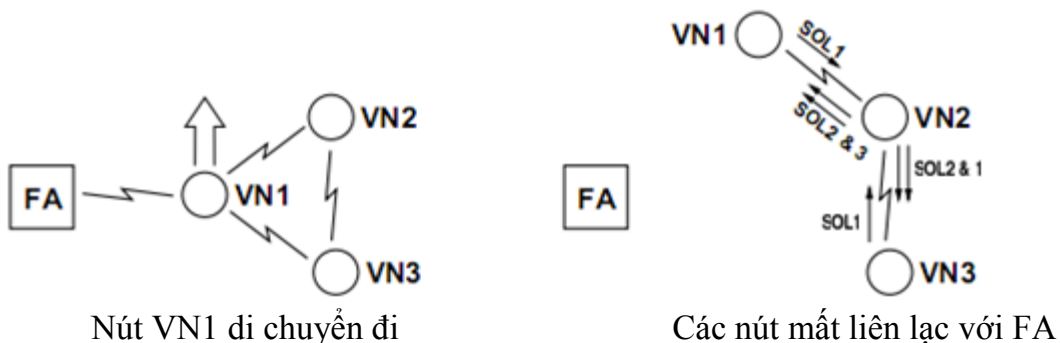 VN2
FA
VN1
VN3
Nút VN1 di chuyển đi
VN1
SOL1
SOL2 & 3
VN2
SOL2 & 1
FA
SOL1
VN3
Các nút mất liên lạc với FA